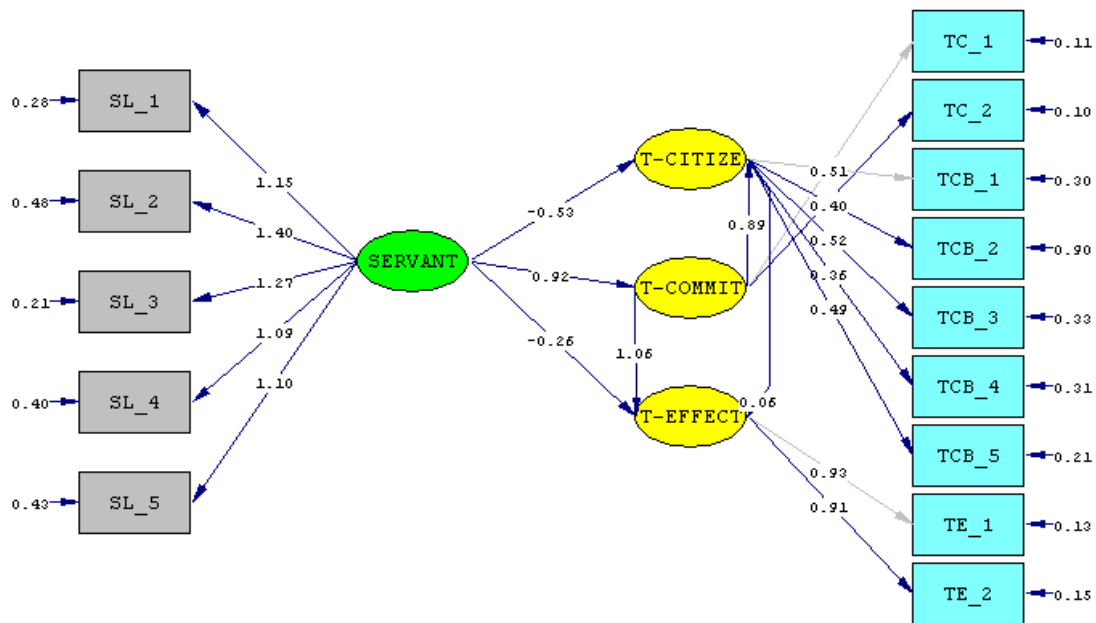 0.28 SL_1
0.48 SL_2
0.21 SL_3
0.40 SL_4
0.43 SL_5
1.15
1.40
1.27
1.09
1.10
SERVANT
-0.53
0.92
-0.26
T-CITIZE
0.89
T-COMMIT
1.06
T-EFFECT
0.06
0.51
0.40
0.52
0.36
0.49
0.93
0.91
TC_1 0.11
TC_2 0.10
TCB_1 0.30
TCB_2 0.90
TCB_3 0.33
TCB_4 0.31
TCB_5 0.21
TE_1 0.13
TE_2 0.15